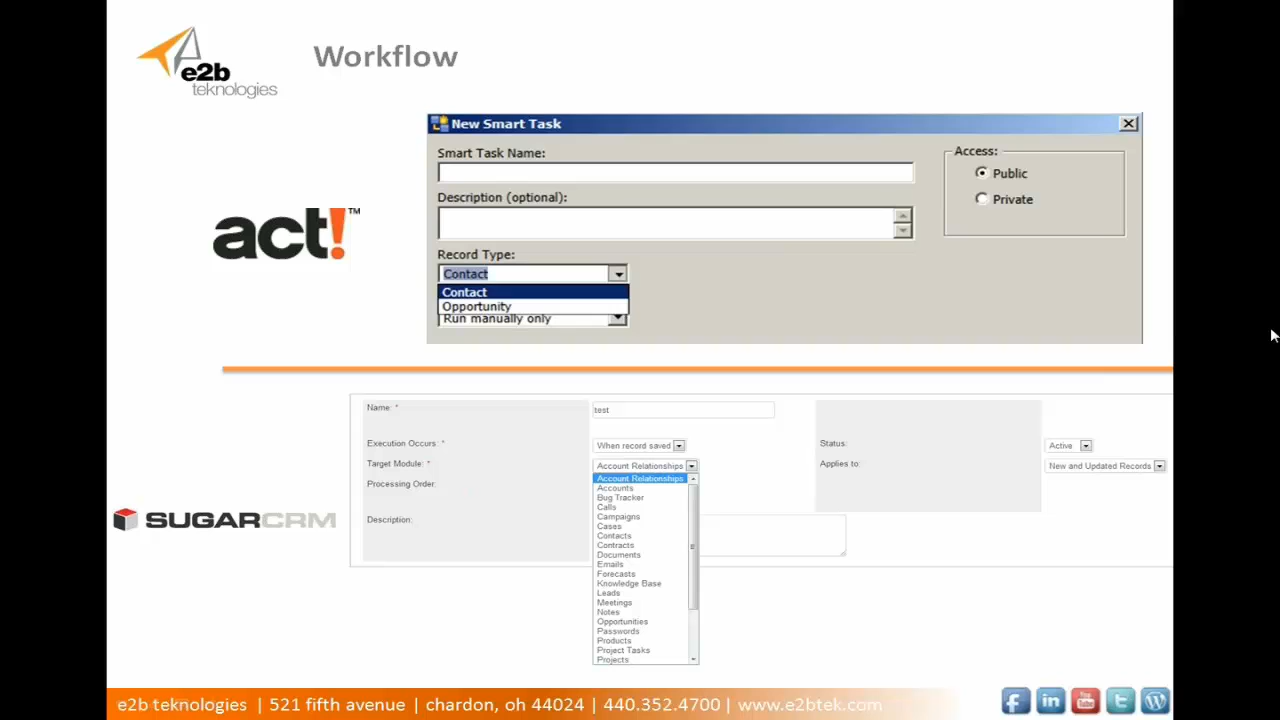 e2b
teknologies
Workflow
New Smart Task
Smart Task Name:
Access:
Public
Description (optional):
Private
act!™
Record Type:
Contact
Contact
Opportunity
Run manually only
Name: *
test
Execution Occurs: *
When record saved
Status:
Active
Target Module: *
Account Relationships
Applies to:
New and Updated Records
Processing Order:
Description:
SUGARCRM
Account Relationships
Accounts
Bug Tracker
Calls
Campaigns
Cases
Contacts
Contracts
Documents
Emails
Forecasts
Knowledge Base
Leads
Meetings
Notes
Opportunities
Passwords
Products
Project Tasks
Projects
e2b teknologies | 521 fifth avenue | chardon, oh 44024 | 440.352.4700 | www.e2btek.com
f
in
You Tube
t
W